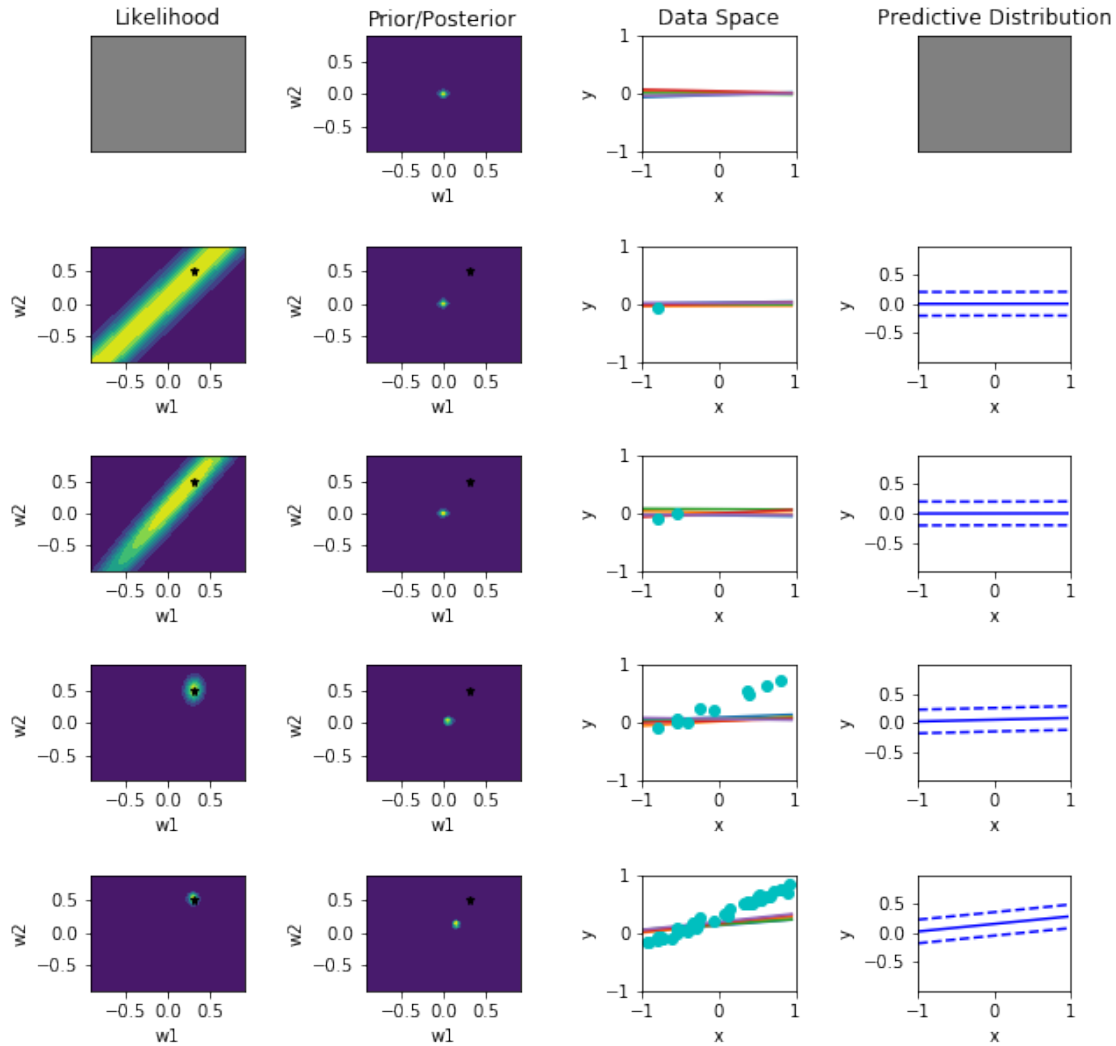 Likelihood Prior/Posterior Data Space Predictive Distribution
w2 0.0 −0.5 −0.5 0.0 0.5 w1
y 1 0 −1 −1 0 1 x
w2 0.5 0.0 −0.5 −0.5 0.0 0.5 w1
w2 0.5 0.0 −0.5 −0.5 0.0 0.5 w1
y 1 0 −1 −1 0 1 x
y 0.5 0.0 −0.5 −1 0 1 x
w2 0.5 0.0 −0.5 −0.5 0.0 0.5 w1
w2 0.5 0.0 −0.5 −0.5 0.0 0.5 w1
y 1 0 −1 −1 0 1 x
y 0.5 0.0 −0.5 −1 0 1 x
w2 0.5 0.0 −0.5 −0.5 0.0 0.5 w1
w2 0.5 0.0 −0.5 −0.5 0.0 0.5 w1
y 1 0 −1 −1 0 1 x
y 0.5 0.0 −0.5 −1 0 1 x
w2 0.5 0.0 −0.5 −0.5 0.0 0.5 w1
w2 0.5 0.0 −0.5 −0.5 0.0 0.5 w1
y 1 0 −1 −1 0 1 x
y 0.5 0.0 −0.5 −1 0 1 x